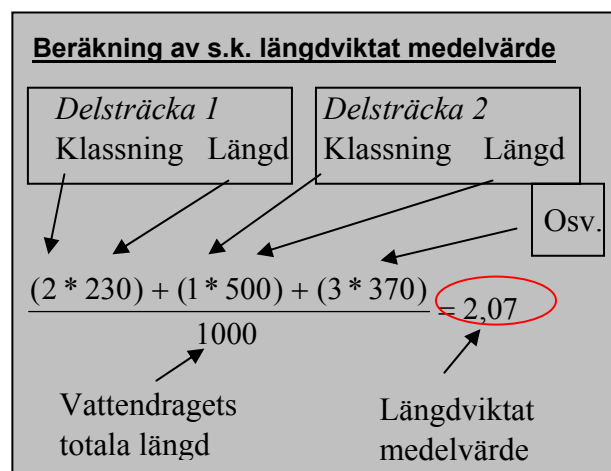 Beräkning av s.k. längdviktat medelvärde
Delsträcka 1
Klassning Längd
Delsträcka 2
Klassning Längd
Osv.
(2 * 230) + (1 * 500) + (3 * 370)
1000
= 2,07
Vattendragets
totala längd
Längdviktat
medelvärde